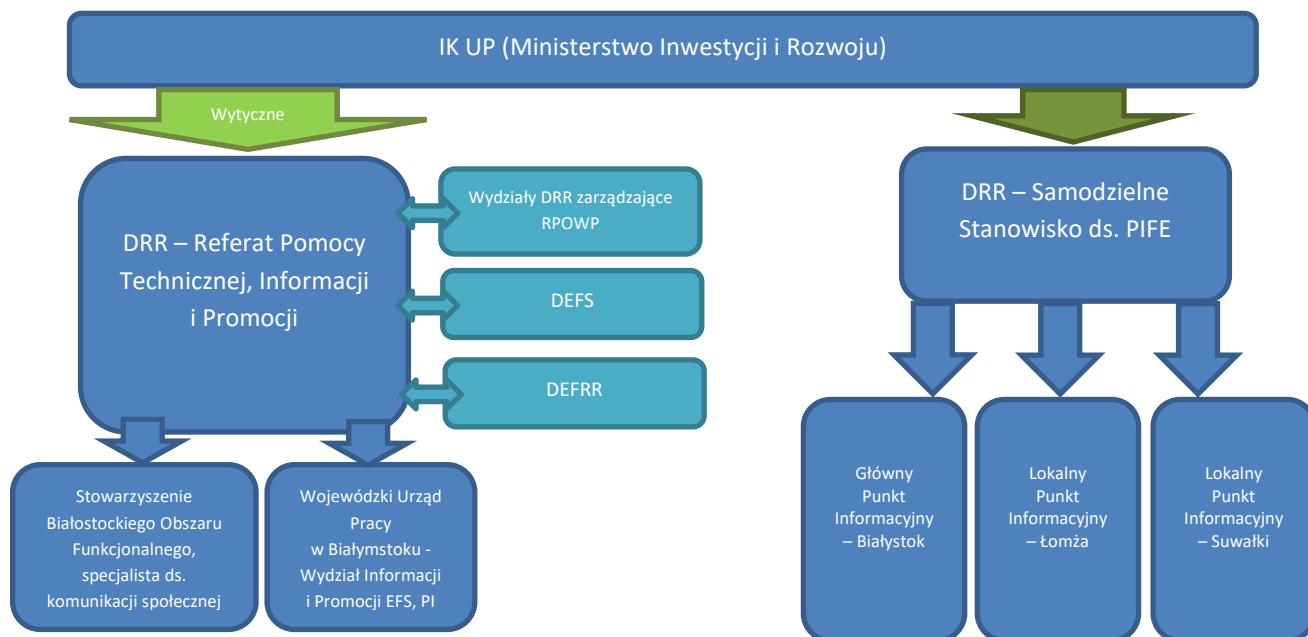 IK UP (Ministerstwo Inwestycji i Rozwoju)
Wytyczne
DRR – Referat Pomocy
Technicznej, Informacji
i Promocji
Wydziały DRR zarządzające
RPOWP
DEFS
DEFRR
DRR – Samodzielne
Stanowisko ds. PIFE
Stowarzyszenie
Białostockiego Obszaru
Funkcjonalnego,
specjalista ds.
komunikacji społecznej
Wojewódzki Urząd
Pracy
w Białymstoku -
Wydział Informacji
i Promocji EFS, PI
Główny
Punkt
Informacyjny
– Białystok
Lokalny
Punkt
Informacyjny
– Łomża
Lokalny
Punkt
Informacyjny
– Suwałki